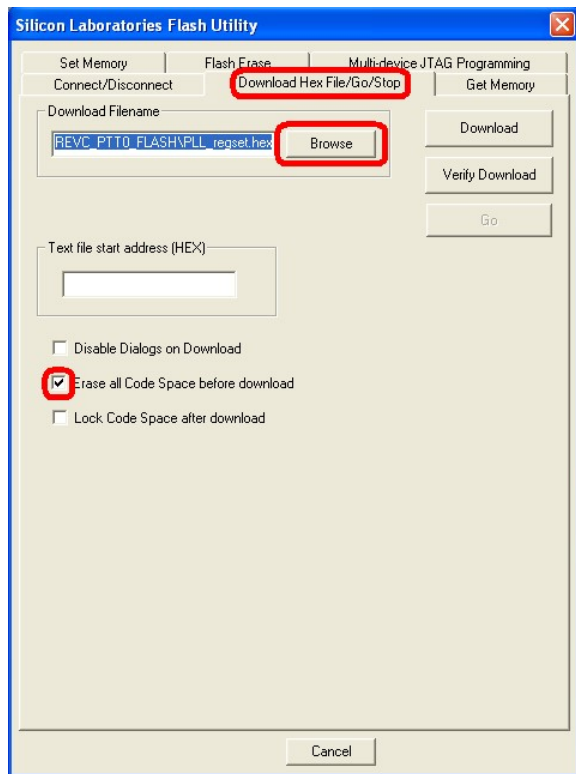 Silicon Laboratories Flash Utility
Set Memory Flash Erase Multi-device JTAG Programming
Connect/Disconnect Download Hex File/Go/Stop Get Memory
Download Filename
REVC_PTT0_FLASH\PLL_regset.hex Browse
Download
Verify Download
Go
Text file start address (HEX)
Disable Dialogs on Download
Erase all Code Space before download
Lock Code Space after download
Cancel